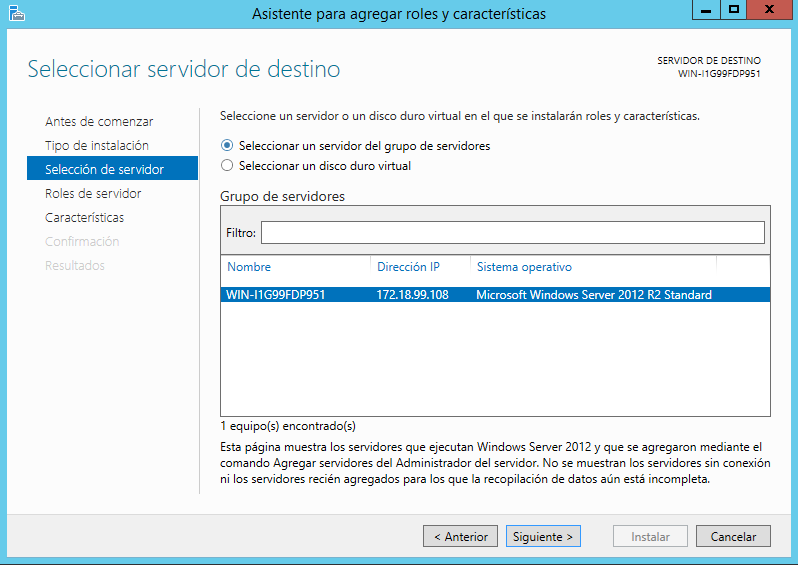 Asistente para agregar roles y características
Seleccionar servidor de destino
SERVIDOR DE DESTINO
WIN-I1G99FDP951
Antes de comenzar
Tipo de instalación
Selección de servidor
Roles de servidor
Características
Confirmación
Resultados
Seleccione un servidor o un disco duro virtual en el que se instalarán roles y características.
Seleccionar un servidor del grupo de servidores
Seleccionar un disco duro virtual
Grupo de servidores
Filtro:
Nombre Dirección IP Sistema operativo
WIN-I1G99FDP951 172.18.99.108 Microsoft Windows Server 2012 R2 Standard
1 equipo(s) encontrado(s)
Esta página muestra los servidores que ejecutan Windows Server 2012 y que se agregaron mediante el
comando Agregar servidores del Administrador del servidor. No se muestran los servidores sin conexión
ni los servidores recién agregados para los que la recopilación de datos aún está incompleta.
< Anterior Siguiente > Instalar Cancelar